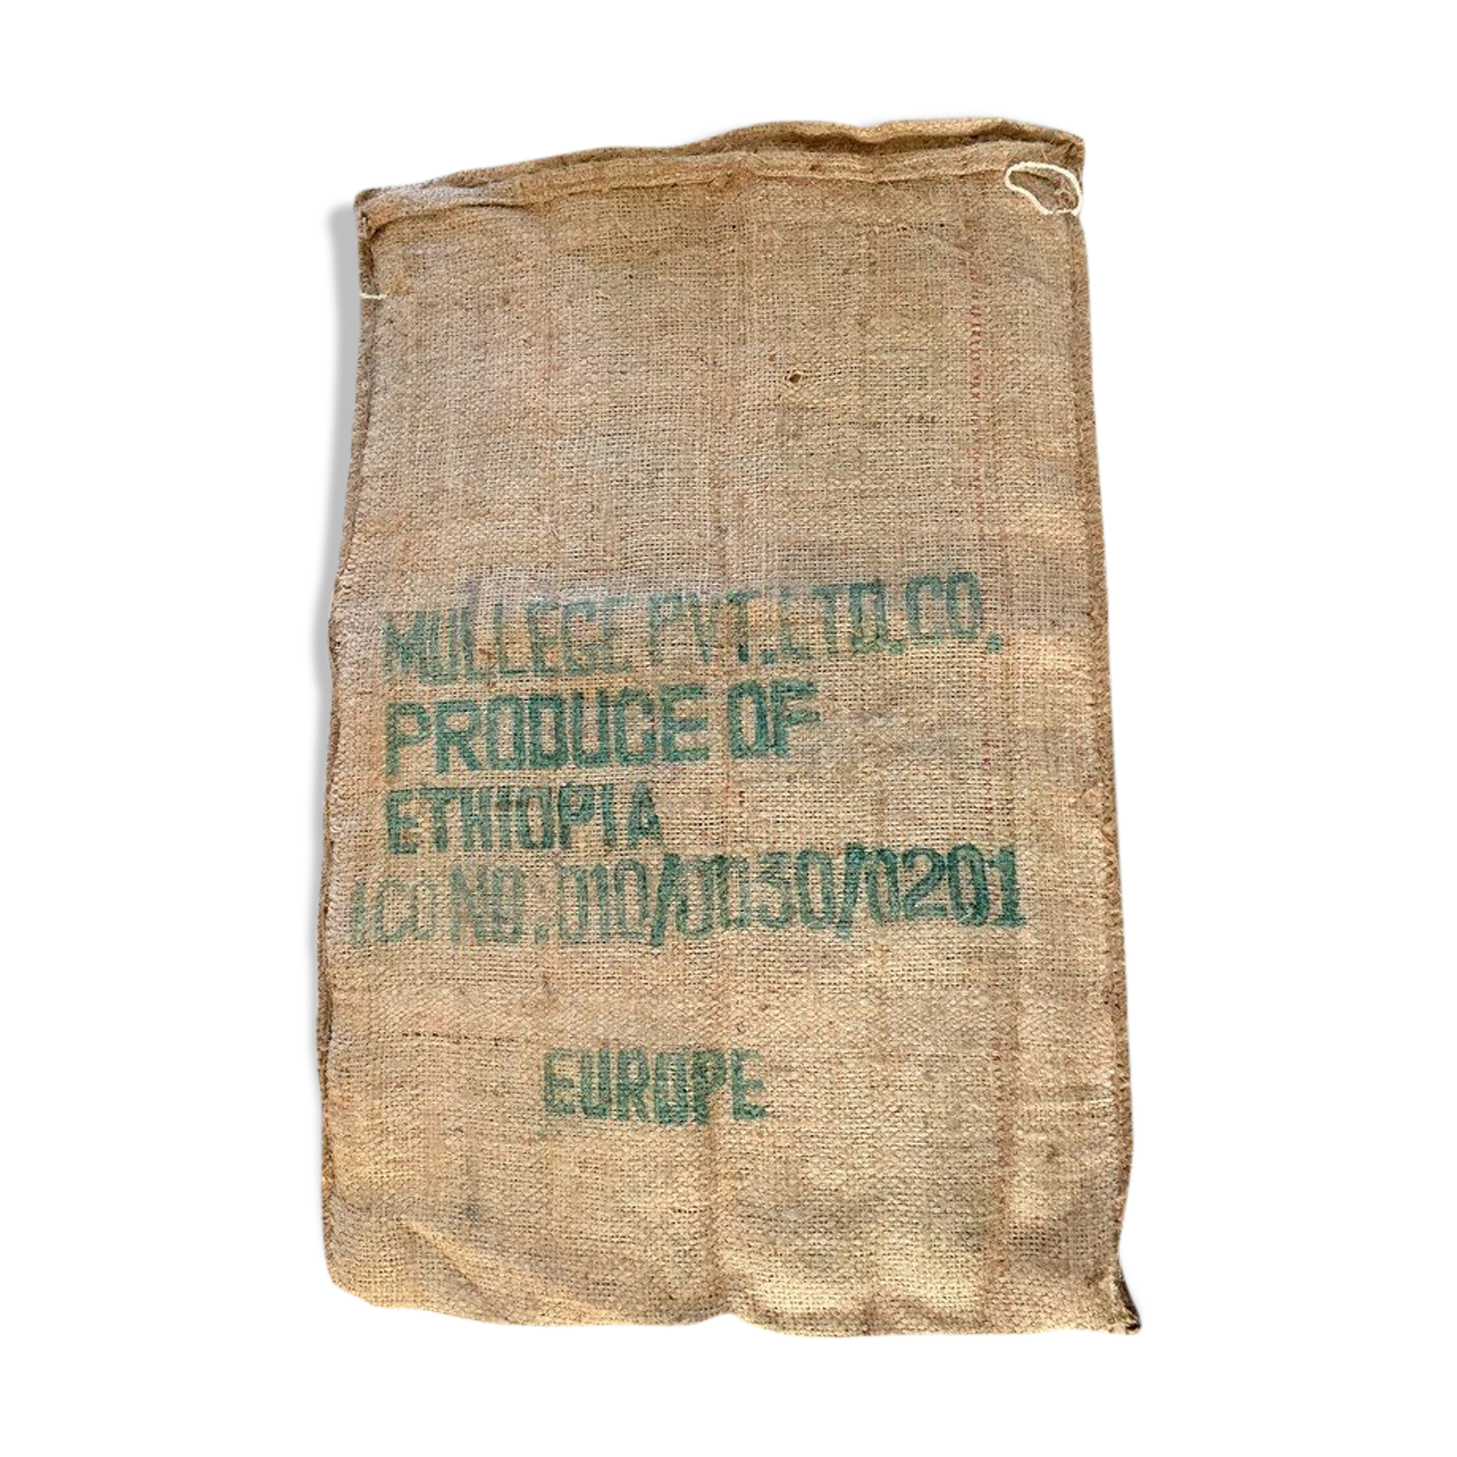 MULLEGE PVT.LTD.CO.
PRODUCE OF
ETHIOPIA
ICO NO:010/0030/0201
EUROPE